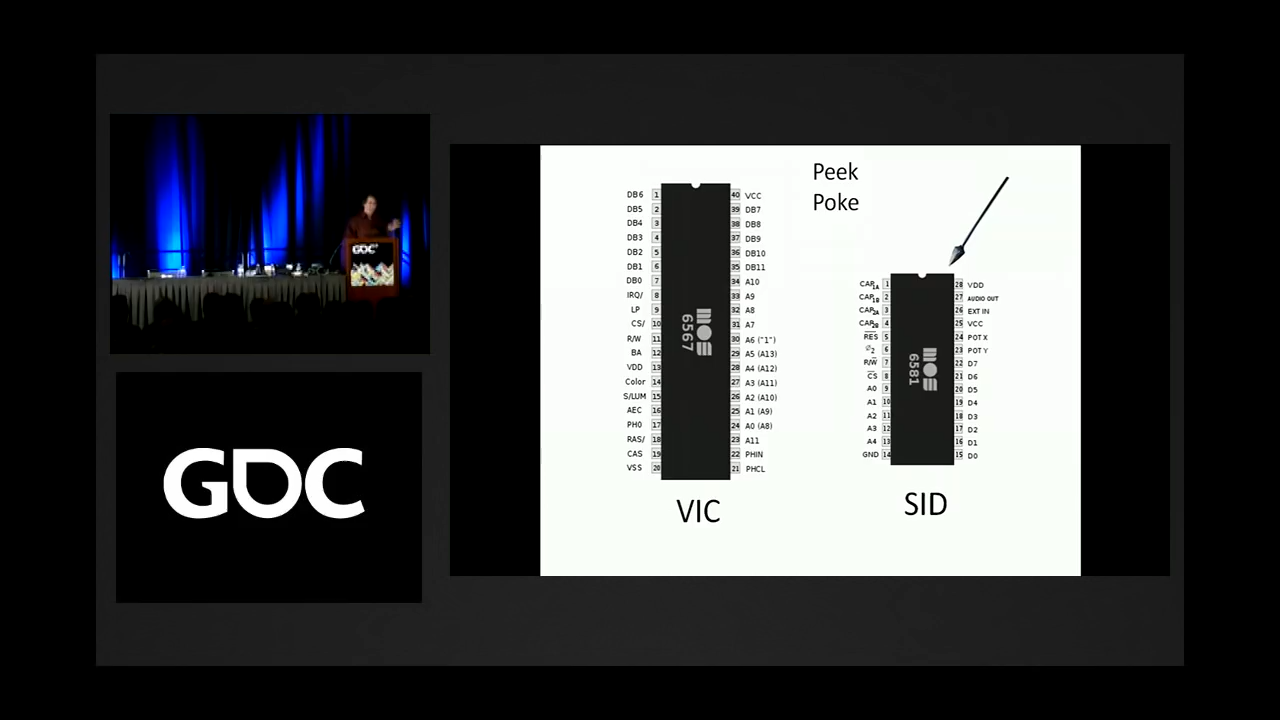 GDC
GDC
Peek
Poke
DB6 1 40 VCC
DB5 2 39 DB7
DB4 3 38 DB8
DB3 4 37 DB9
DB2 5 36 DB10
DB1 6 35 DB11
DB0 7 34 A10
IRQ/ 8 33 A9
LP 9 32 A8
CS/ 10 31 A7
R/W 11 30 A6 ("1")
BA 12 29 A5 (A13)
VDD 13 28 A4 (A12)
Color 14 27 A3 (A11)
S/LUM 15 26 A2 (A10)
AEC 16 25 A1 (A9)
PH0 17 24 A0 (A8)
RAS/ 18 23 A11
CAS 19 22 PHIN
VSS 20 21 PHCL
mos
6567
VIC
CAP1A 1 28 VDD
CAP1B 2 27 AUDIO OUT
CAP2A 3 26 EXT IN
CAP2B 4 25 VCC
RES 5 24 POT X
Ø2 6 23 POT Y
R/W 7 22 D7
CS 8 21 D6
A0 9 20 D5
A1 10 19 D4
A2 11 18 D3
A3 12 17 D2
A4 13 16 D1
GND 14 15 D0
mos
6581
SID